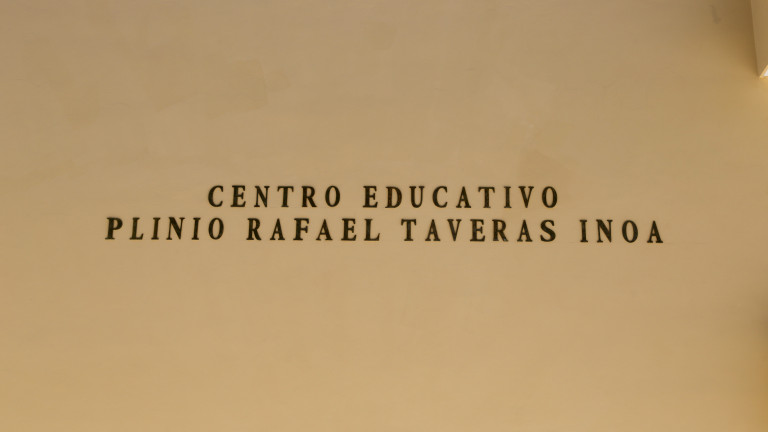 CENTRO EDUCATIVO
PLINIO RAFAEL TAVERAS INOA